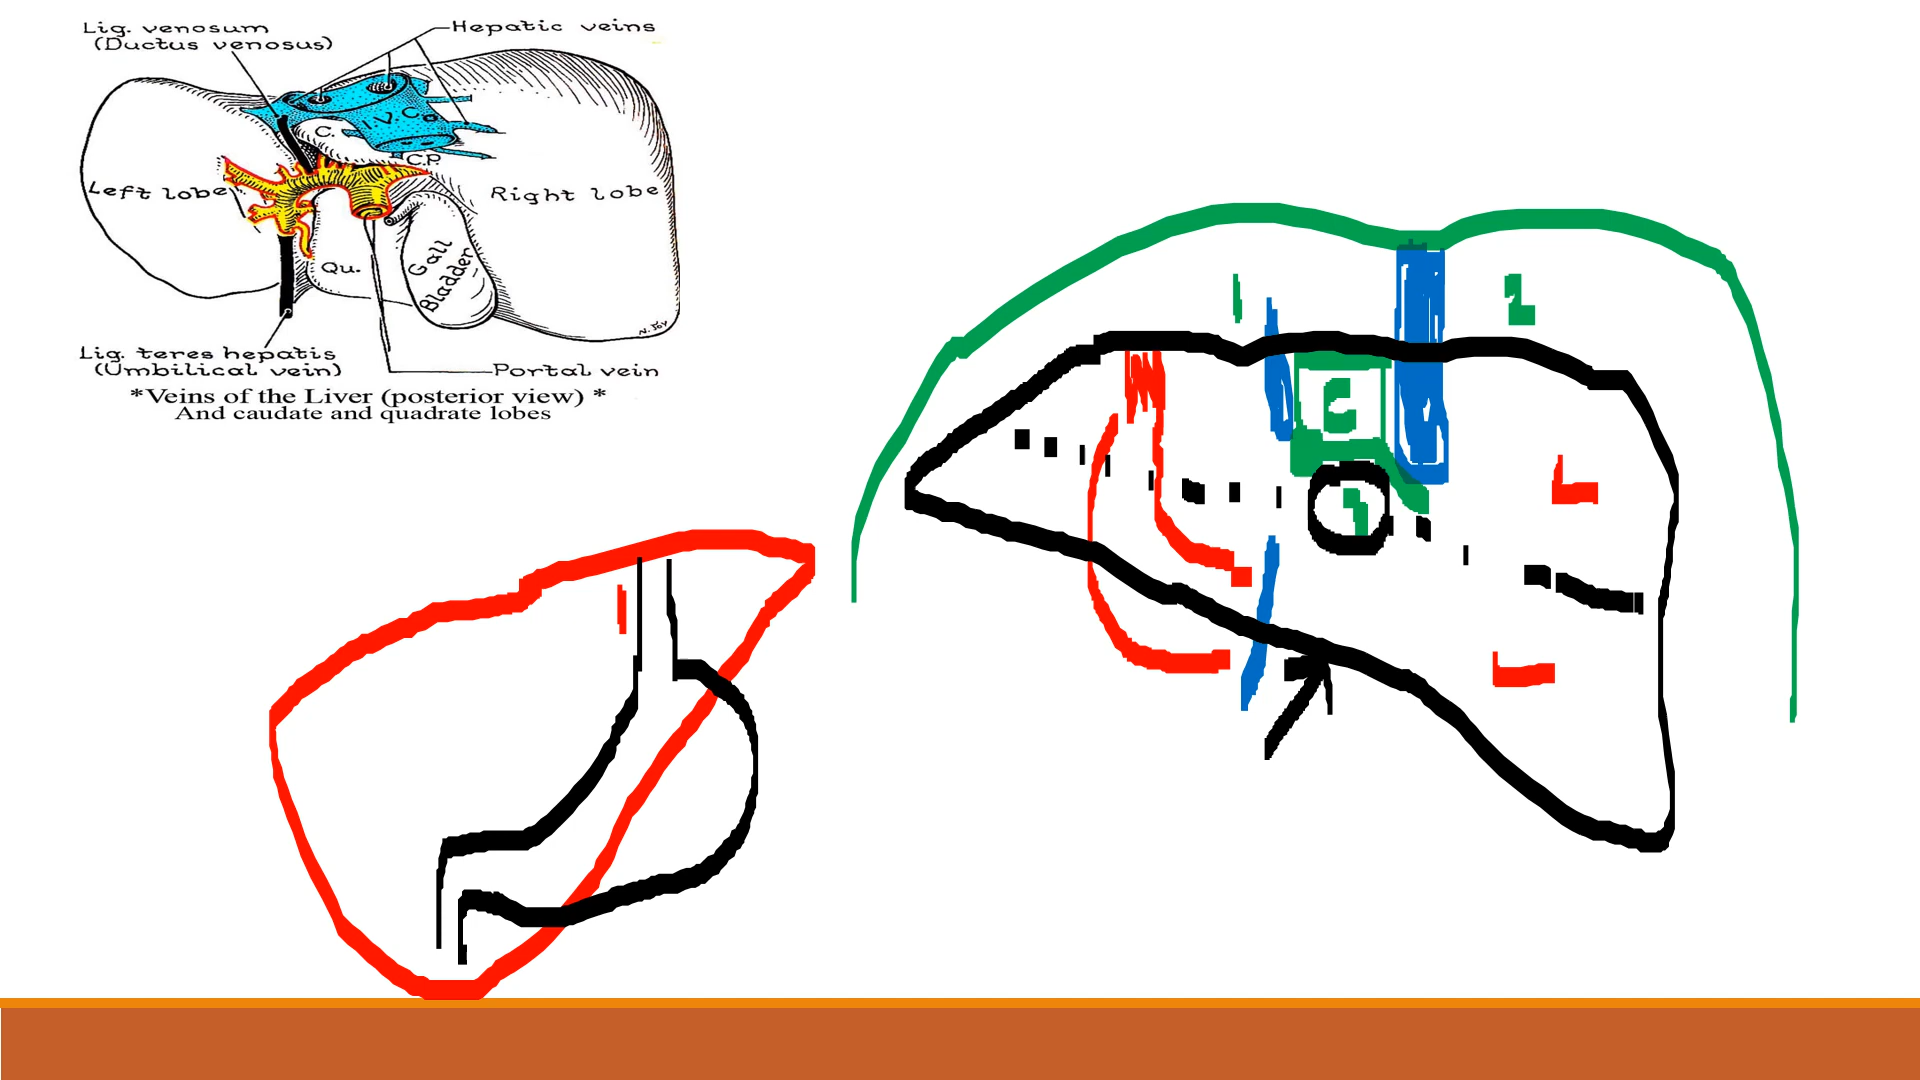 Lig. venosum
(Ductus venosus)
Hepatic veins
I.V.C.
C.
C.P.
Left lobe
Right lobe
Gall
Bladder
Qu.
Lig. teres hepatis
(Umbilical vein)
Portal vein
*Veins of the Liver (posterior view) *
And caudate and quadrate lobes
C
L
L